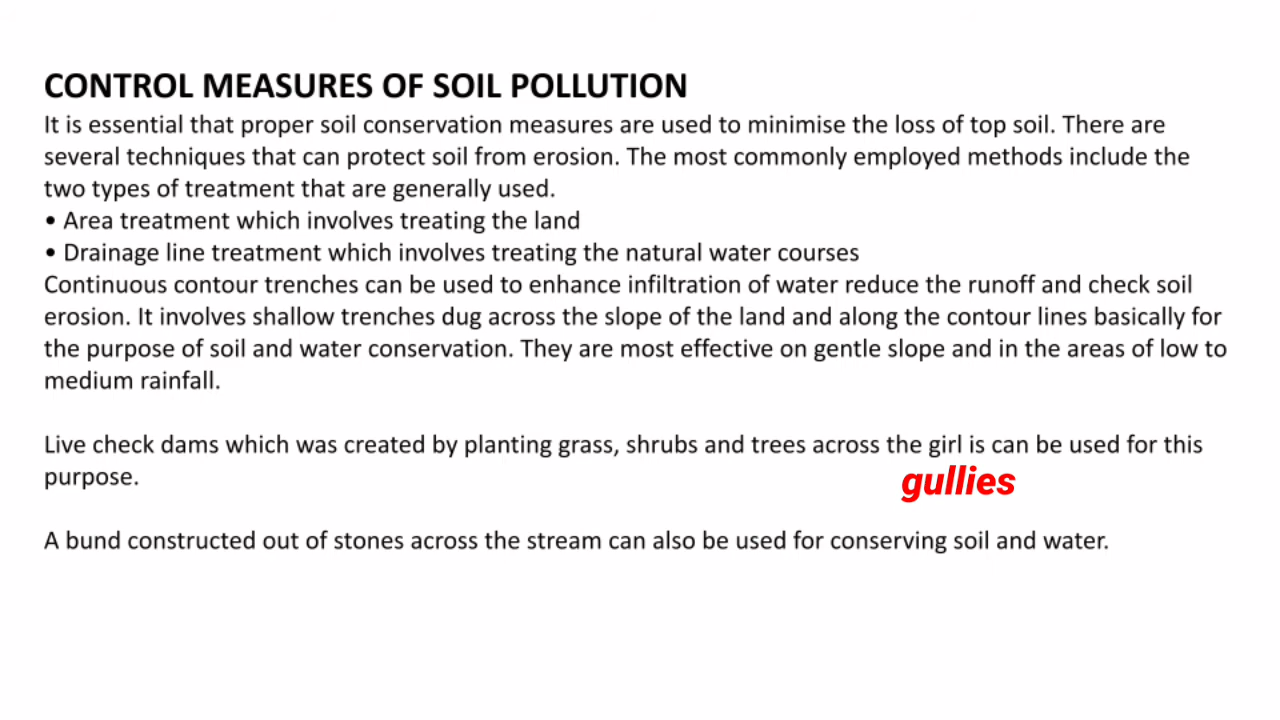 CONTROL MEASURES OF SOIL POLLUTION
It is essential that proper soil conservation measures are used to minimise the loss of top soil. There are
several techniques that can protect soil from erosion. The most commonly employed methods include the
two types of treatment that are generally used.
• Area treatment which involves treating the land
• Drainage line treatment which involves treating the natural water courses
Continuous contour trenches can be used to enhance infiltration of water reduce the runoff and check soil
erosion. It involves shallow trenches dug across the slope of the land and along the contour lines basically for
the purpose of soil and water conservation. They are most effective on gentle slope and in the areas of low to
medium rainfall.
Live check dams which was created by planting grass, shrubs and trees across the girl is can be used for this
purpose.
gullies
A bund constructed out of stones across the stream can also be used for conserving soil and water.